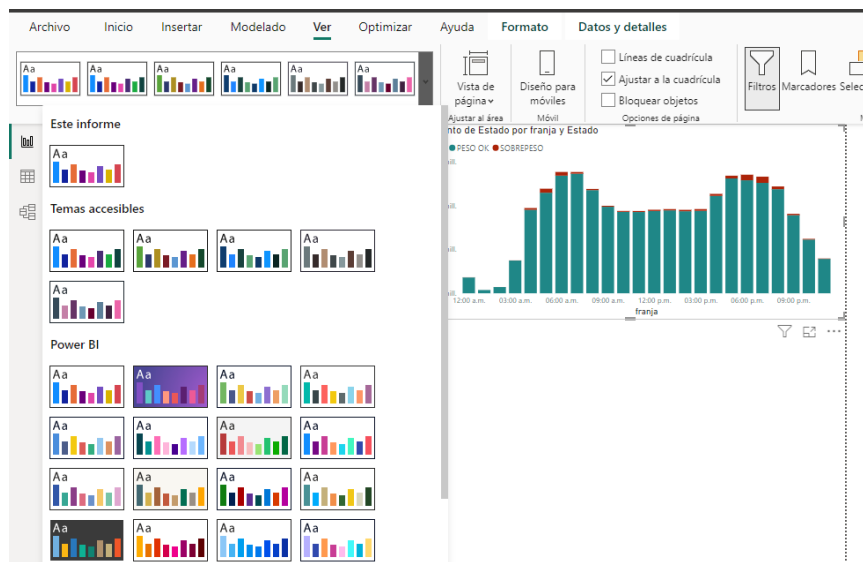 Archivo Inicio Insertar Modelado Ver Optimizar Ayuda Formato Datos y detalles
Aa Aa Aa Aa Aa Aa
Vista de página
Ajustar al área
Diseño para móviles
Móvil
Líneas de cuadrícula
Ajustar a la cuadrícula
Bloquear objetos
Opciones de página
Filtros
Marcadores
Selec
Este informe
Aa
Temas accesibles
Aa Aa Aa Aa
Aa
Power BI
Aa Aa Aa Aa
Aa Aa Aa Aa
Aa Aa Aa Aa
Aa Aa Aa Aa
nto de Estado por franja y Estado
PESO OK SOBREPESO
12:00 a.m. 03:00 a.m. 06:00 a.m. 09:00 a.m. 12:00 p.m. 03:00 p.m. 06:00 p.m. 09:00 p.m.
franja